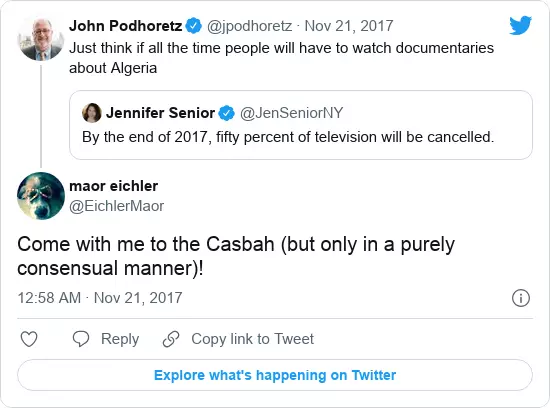 John Podhoretz @jpodhoretz · Nov 21, 2017
Just think if all the time people will have to watch documentaries
about Algeria
Jennifer Senior @JenSeniorNY
By the end of 2017, fifty percent of television will be cancelled.
maor eichler
@EichlerMaor
Come with me to the Casbah (but only in a purely
consensual manner)!
12:58 AM · Nov 21, 2017
Reply Copy link to Tweet
Explore what's happening on Twitter